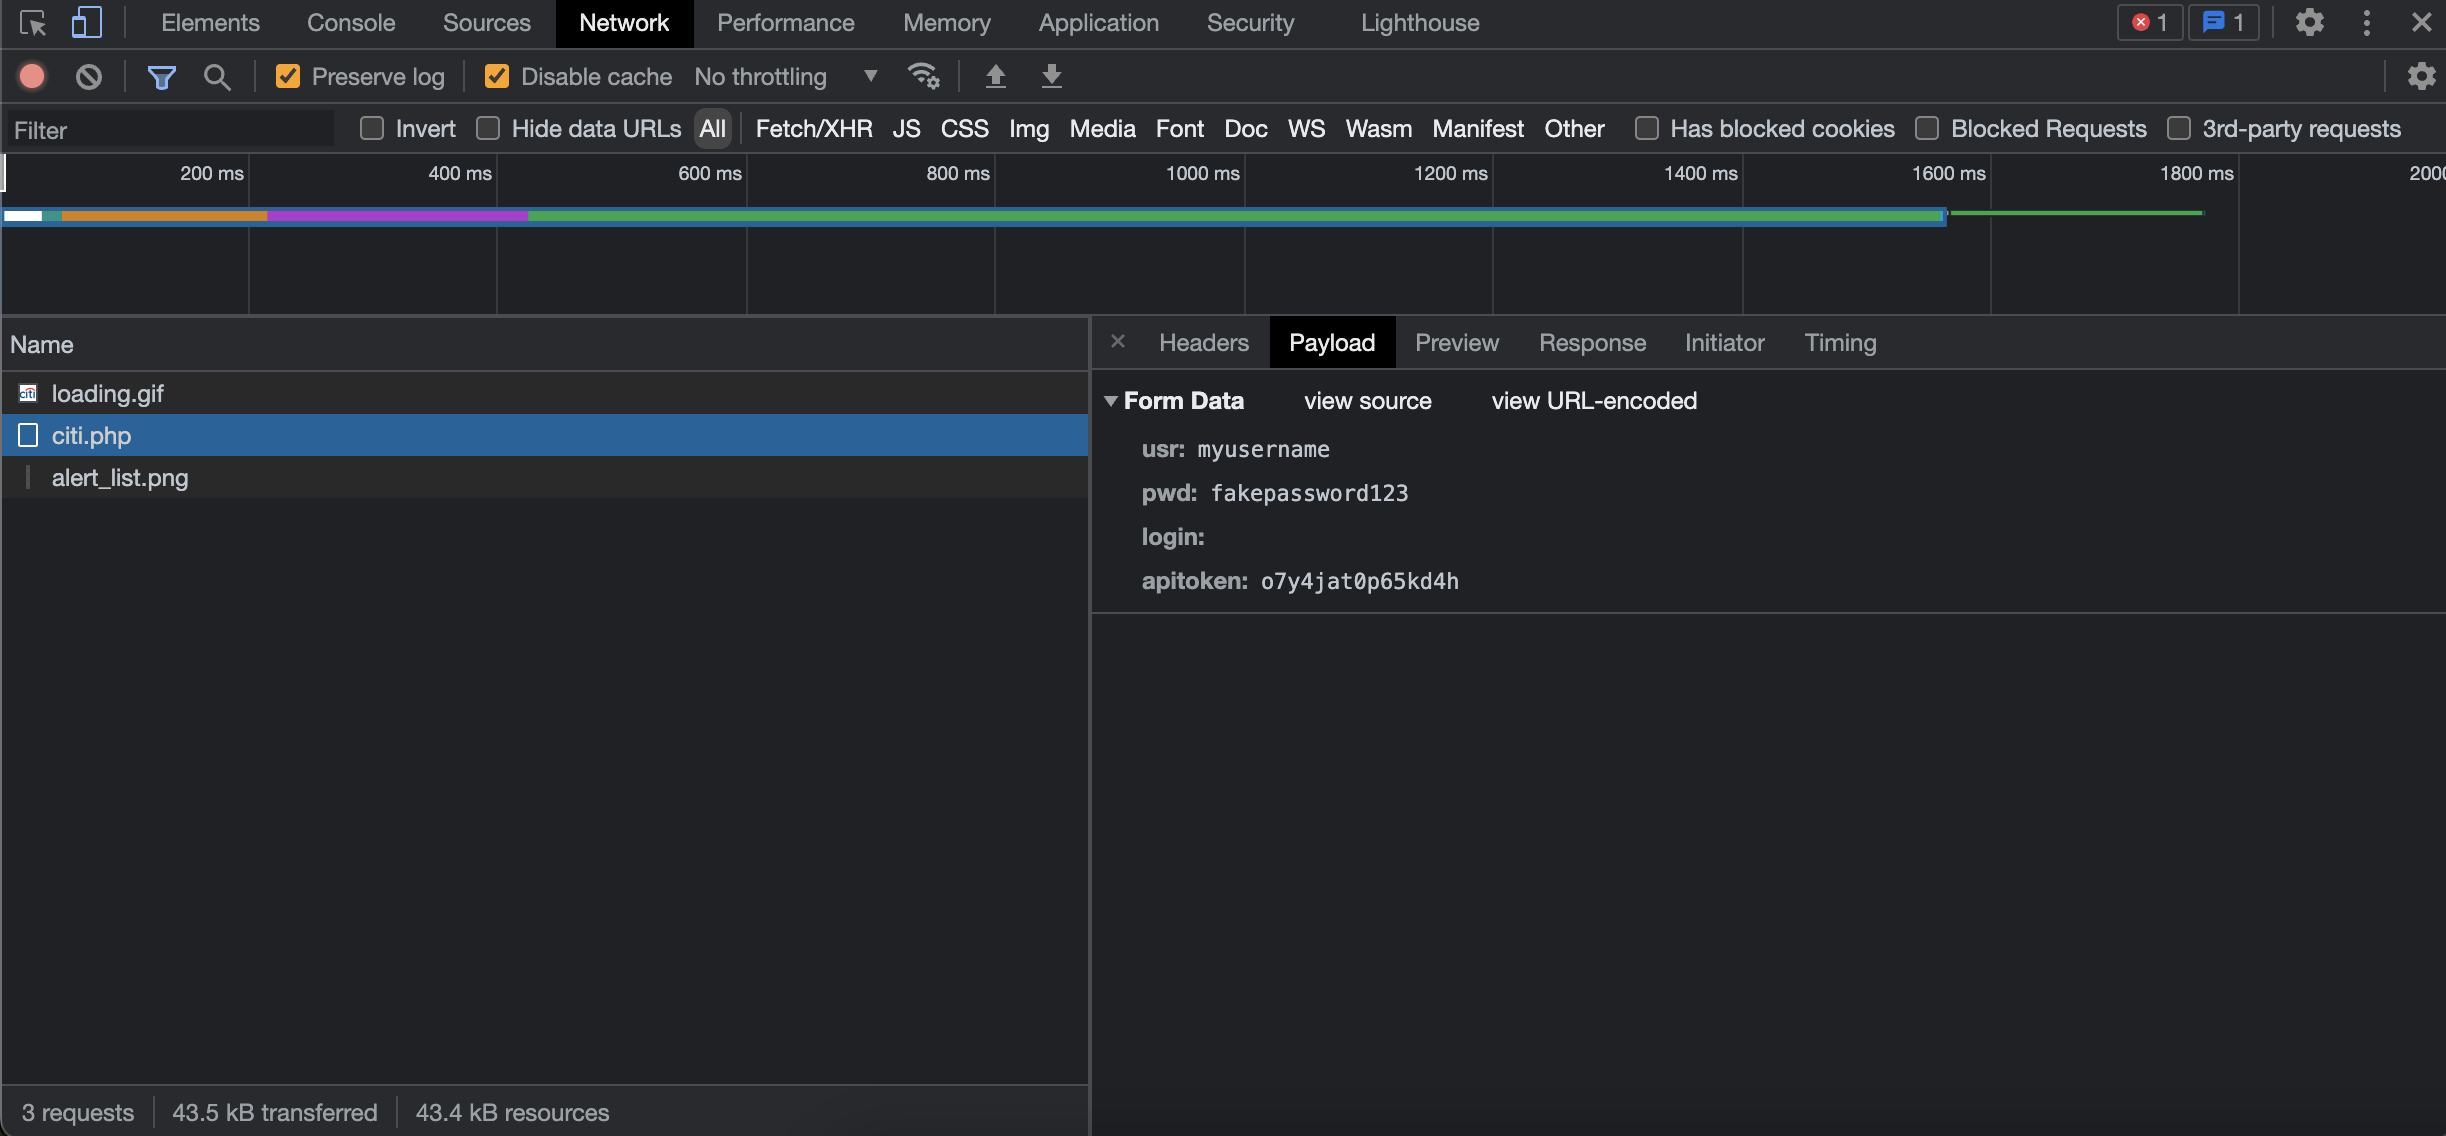 Elements Console Sources Network Performance Memory Application Security Lighthouse 1 1
Preserve log Disable cache No throttling
Filter Invert Hide data URLs All Fetch/XHR JS CSS Img Media Font Doc WS Wasm Manifest Other Has blocked cookies Blocked Requests 3rd-party requests
200 ms 400 ms 600 ms 800 ms 1000 ms 1200 ms 1400 ms 1600 ms 1800 ms 2000
Name
citi loading.gif
citi.php
alert_list.png
Headers Payload Preview Response Initiator Timing
Form Data view source view URL-encoded
usr: myusername
pwd: fakepassword123
login:
apitoken: o7y4jat0p65kd4h
3 requests 43.5 kB transferred 43.4 kB resources